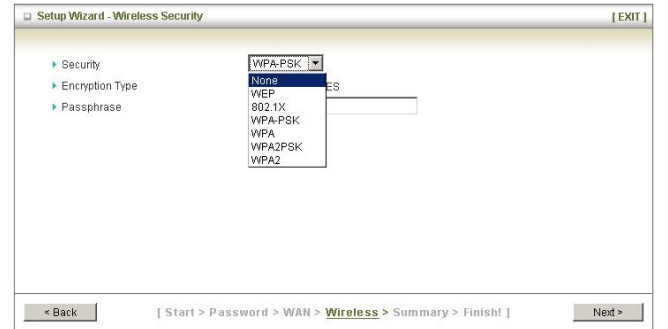 Setup Wizard - Wireless Security [ EXIT ]
Security WPA-PSK
Encryption Type ES
Passphrase
None
WEP
802.1X
WPA-PSK
WPA
WPA2PSK
WPA2
< Back [ Start > Password > WAN > Wireless > Summary > Finish! ] Next >